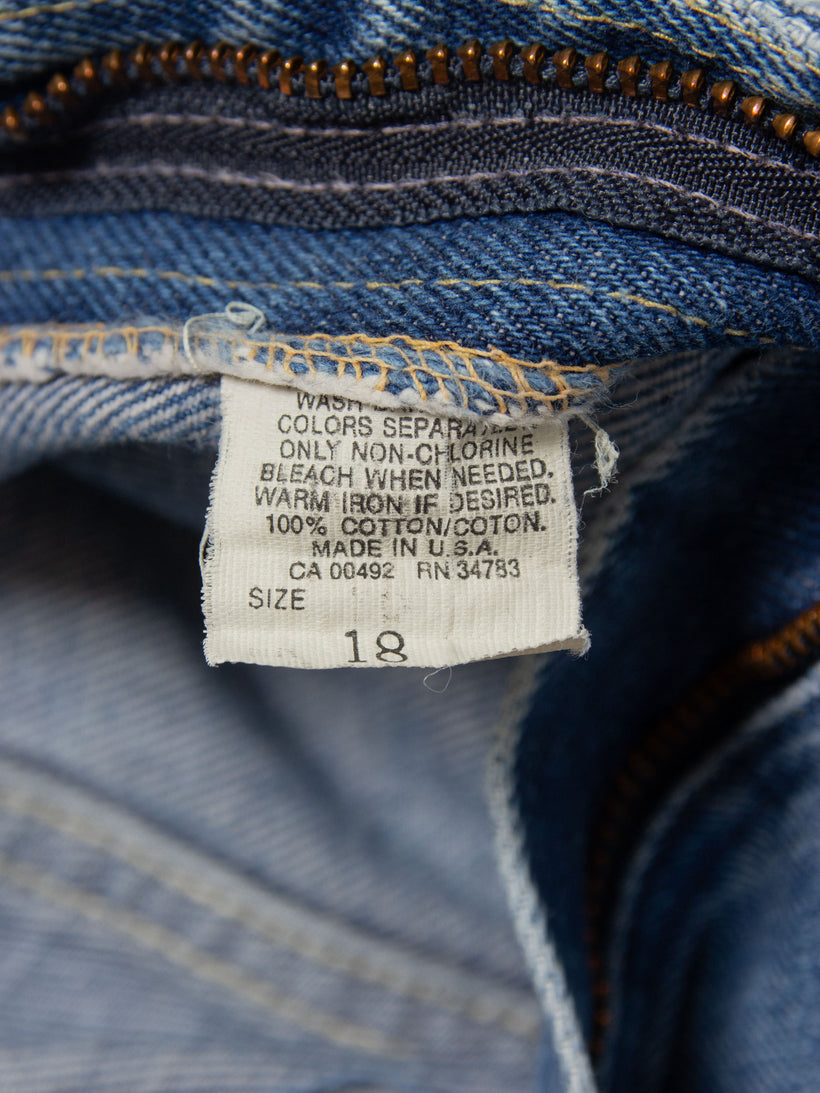 WASH
COLORS SEPARATELY
ONLY NON-CHLORINE
BLEACH WHEN NEEDED.
WARM IRON IF DESIRED.
100% COTTON/COTON.
MADE IN U.S.A.
CA 00492 RN 34783
SIZE
18